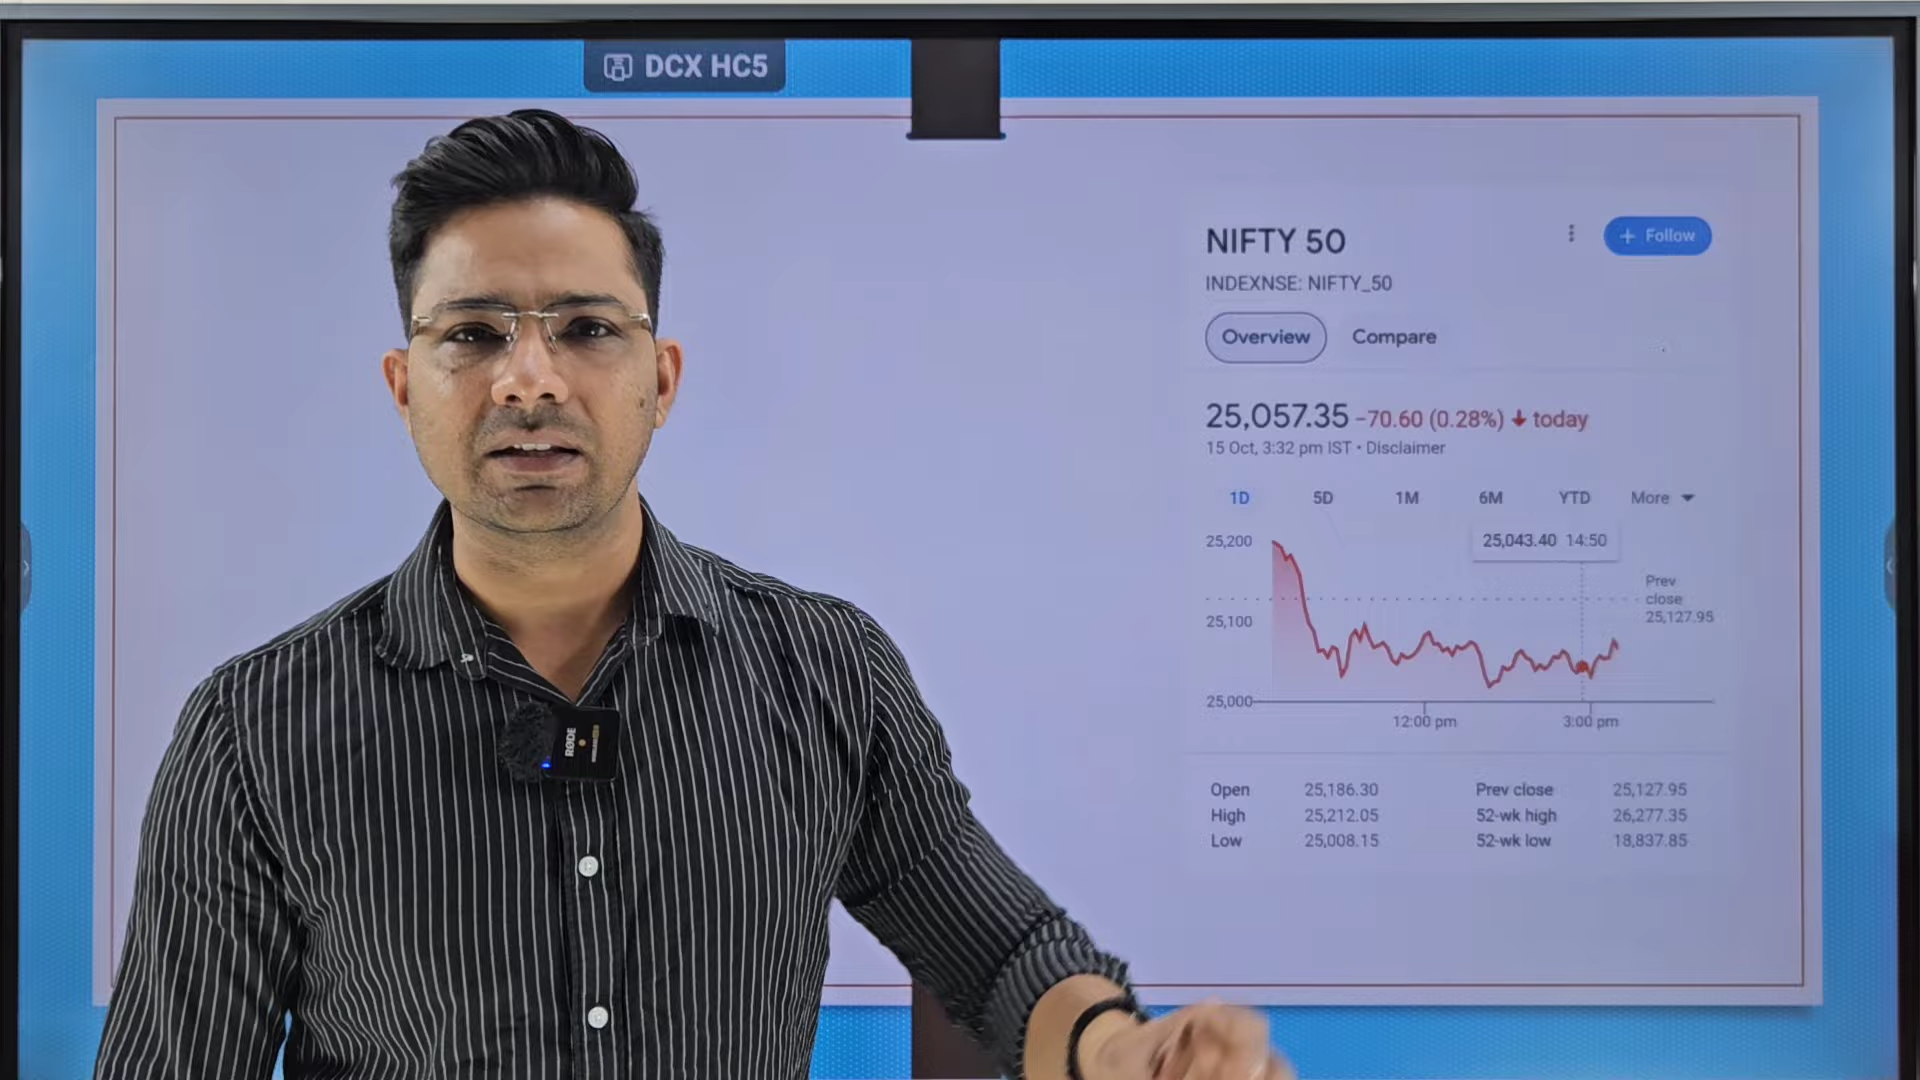 DCX HC5
NIFTY 50
+ Follow
INDEXNSE: NIFTY_50
Overview Compare
25,057.35 -70.60 (0.28%) ↓ today
15 Oct, 3:32 pm IST • Disclaimer
1D 5D 1M 6M YTD More
25,043.40 14:50
25,200
Prev
close
25,127.95
25,100
25,000
12:00 pm 3:00 pm
Open 25,186.30 Prev close 25,127.95
High 25,212.05 52-wk high 26,277.35
Low 25,008.15 52-wk low 18,837.85
RØDE